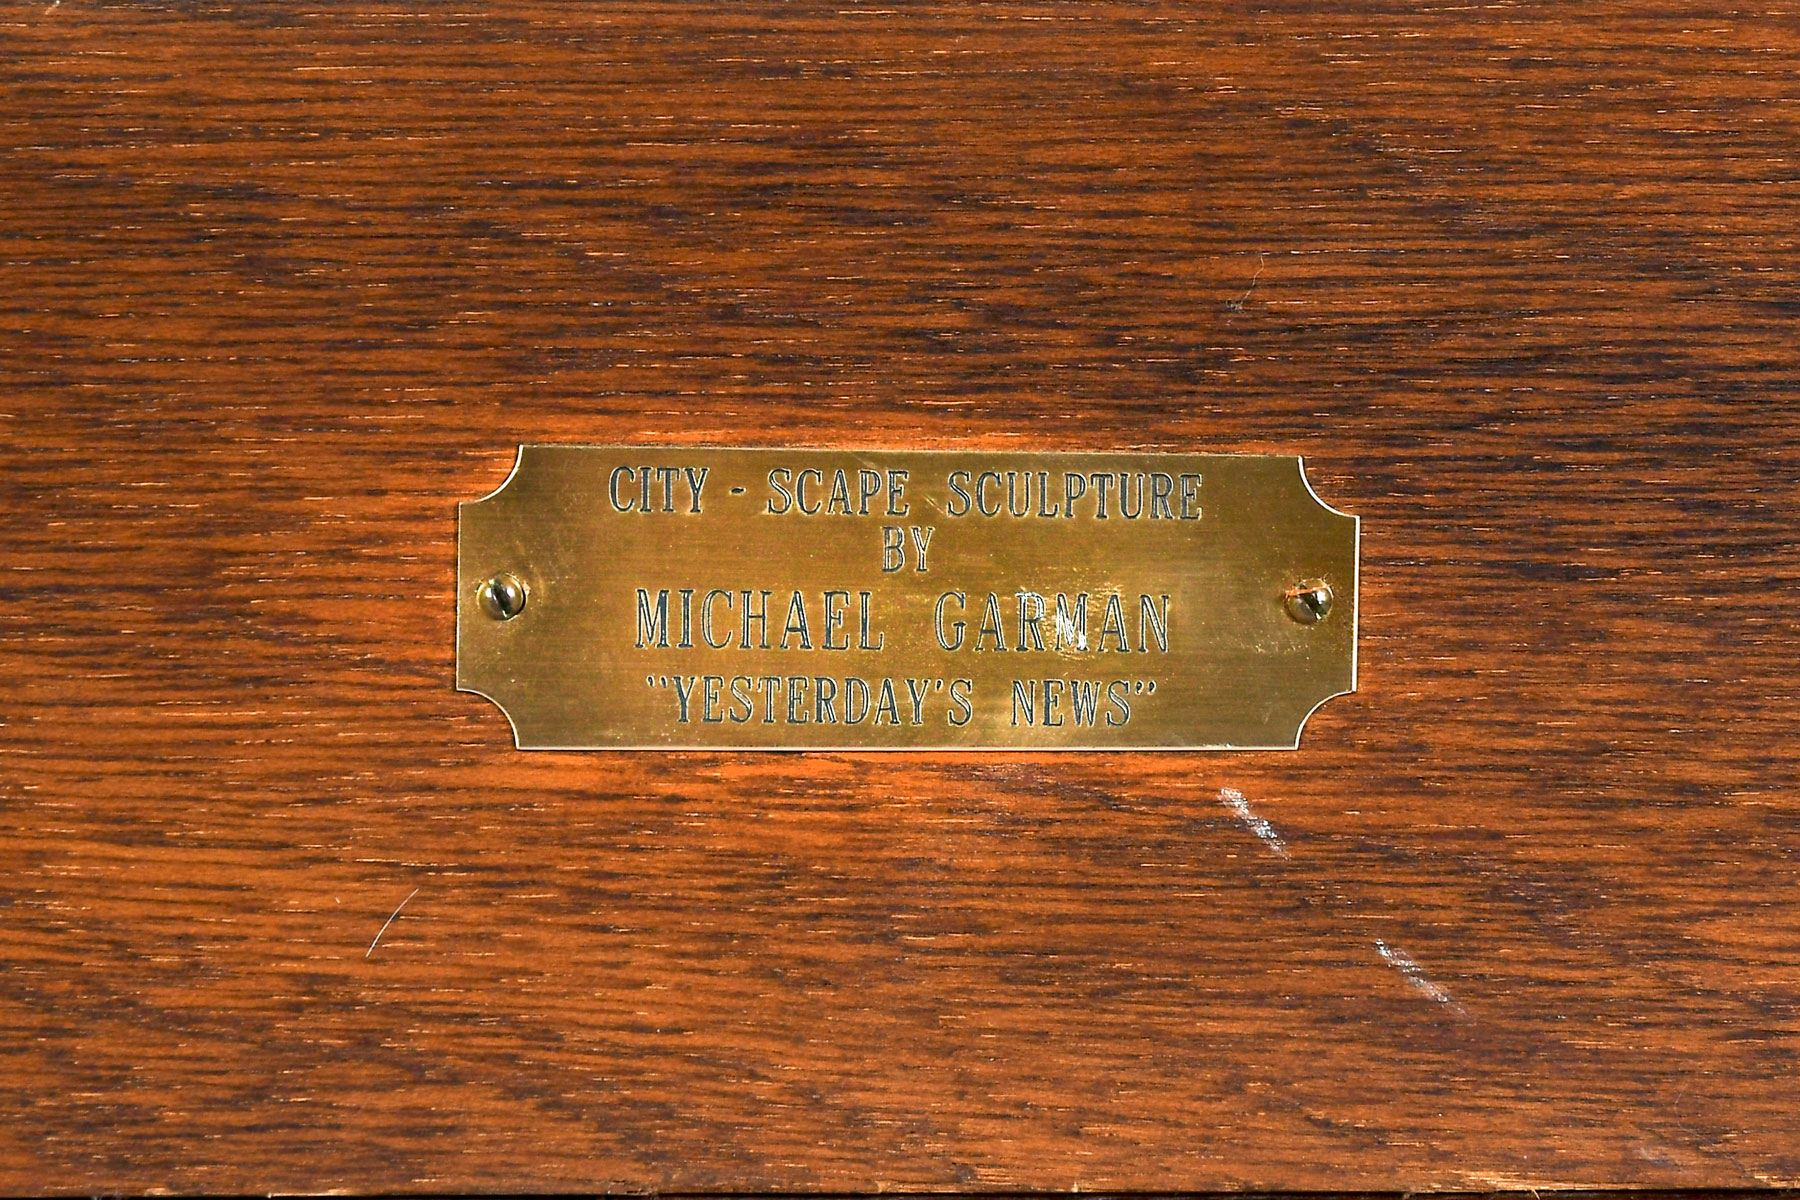 CITY - SCAPE SCULPTURE
BY
MICHAEL GARMAN
"YESTERDAY'S NEWS"